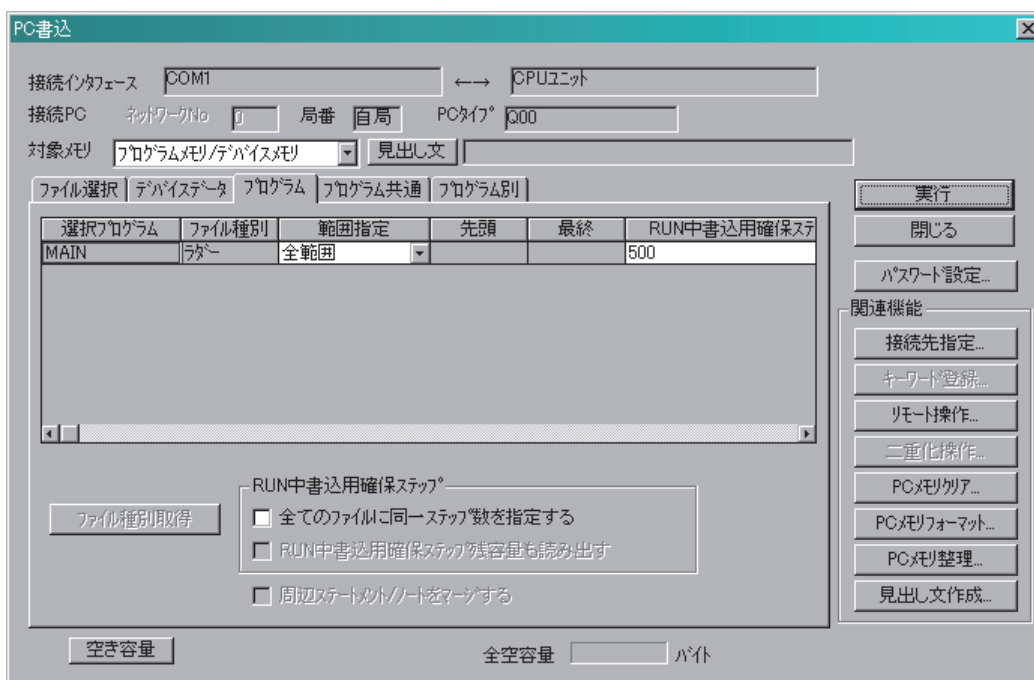 PC書込
接続ｲﾝﾀﾌｪｰｽ COM1 ←→ CPUﾕﾆｯﾄ
接続PC ﾈｯﾄﾜｰｸNo 0 局番 自局 PCﾀｲﾌﾟ Q00
対象ﾒﾓﾘ ﾌﾟﾛｸﾞﾗﾑﾒﾓﾘ/ﾃﾞﾊﾞｲｽﾒﾓﾘ 見出し文
ﾌｧｲﾙ選択 ﾃﾞﾊﾞｲｽﾃﾞｰﾀ ﾌﾟﾛｸﾞﾗﾑ ﾌﾟﾛｸﾞﾗﾑ共通 ﾌﾟﾛｸﾞﾗﾑ別
選択ﾌﾟﾛｸﾞﾗﾑ ﾌｧｲﾙ種別 範囲指定 先頭 最終 RUN中書込用確保ｽﾃ
MAIN ﾗﾀﾞｰ 全範囲 500
ﾌｧｲﾙ種別取得
RUN中書込用確保ｽﾃｯﾌﾟ
全てのﾌｧｲﾙに同一ｽﾃｯﾌﾟ数を指定する
RUN中書込用確保ｽﾃｯﾌﾟ残容量も読み出す
周辺ｽﾃｰﾄﾒﾝﾄ/ﾉｰﾄをﾏｰｼﾞする
空き容量 全空容量 ﾊﾞｲﾄ
実行
閉じる
ﾊﾟｽﾜｰﾄﾞ設定...
関連機能
接続先指定...
ｷｰﾜｰﾄﾞ登録...
ﾘﾓｰﾄ操作...
二重化操作...
PCﾒﾓﾘｸﾘｱ...
PCﾒﾓﾘﾌｫｰﾏｯﾄ...
PCﾒﾓﾘ整理...
見出し文作成...